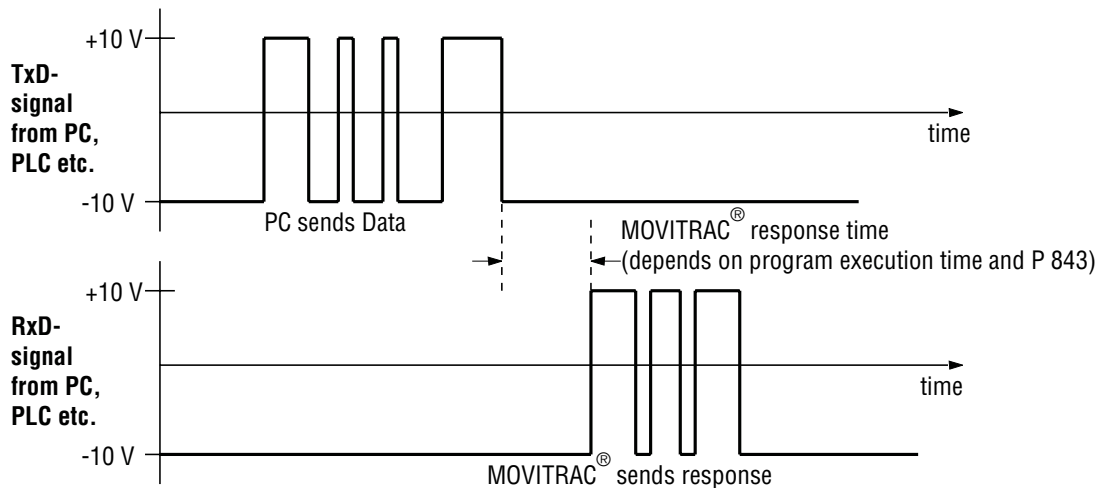 +10 V
TxD-
signal
from PC,
PLC etc.
time
-10 V
PC sends Data
MOVITRAC® response time
(depends on program execution time and P 843)
+10 V
RxD-
signal
from PC,
PLC etc.
time
-10 V
MOVITRAC® sends response